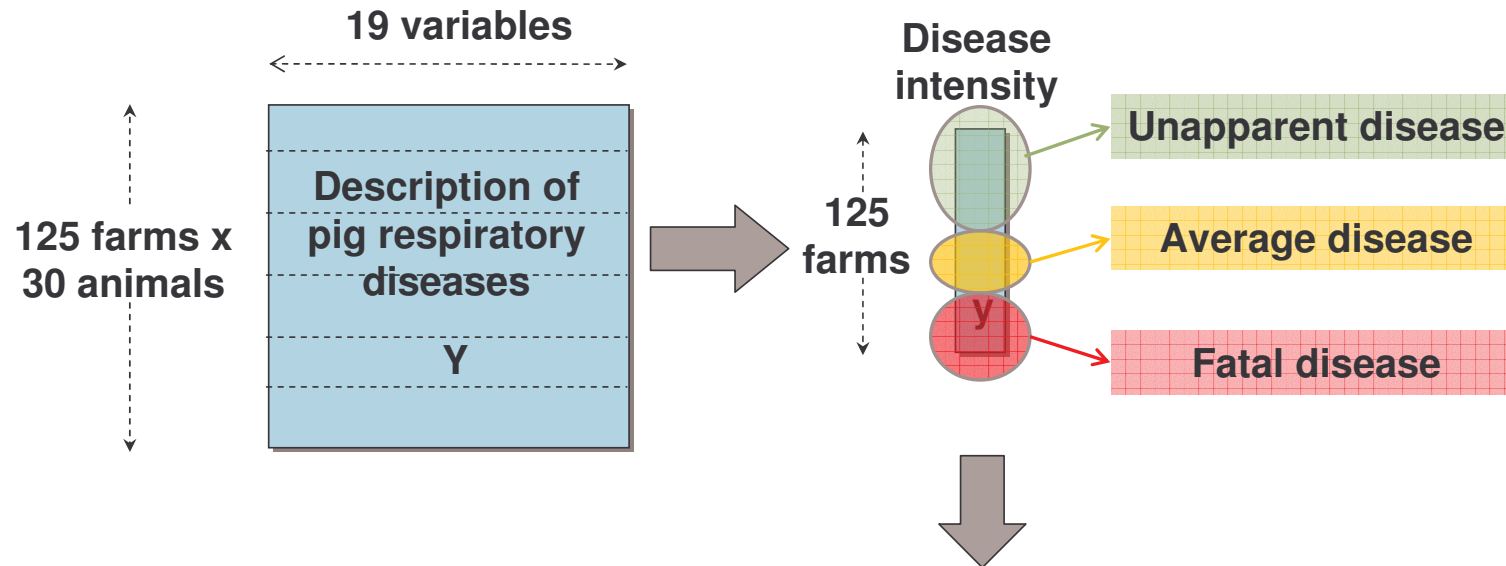 19 variables
125 farms x
30 animals
Description of
pig respiratory
diseases
Y
Disease
intensity
125
farms
y
Unapparent disease
Average disease
Fatal disease